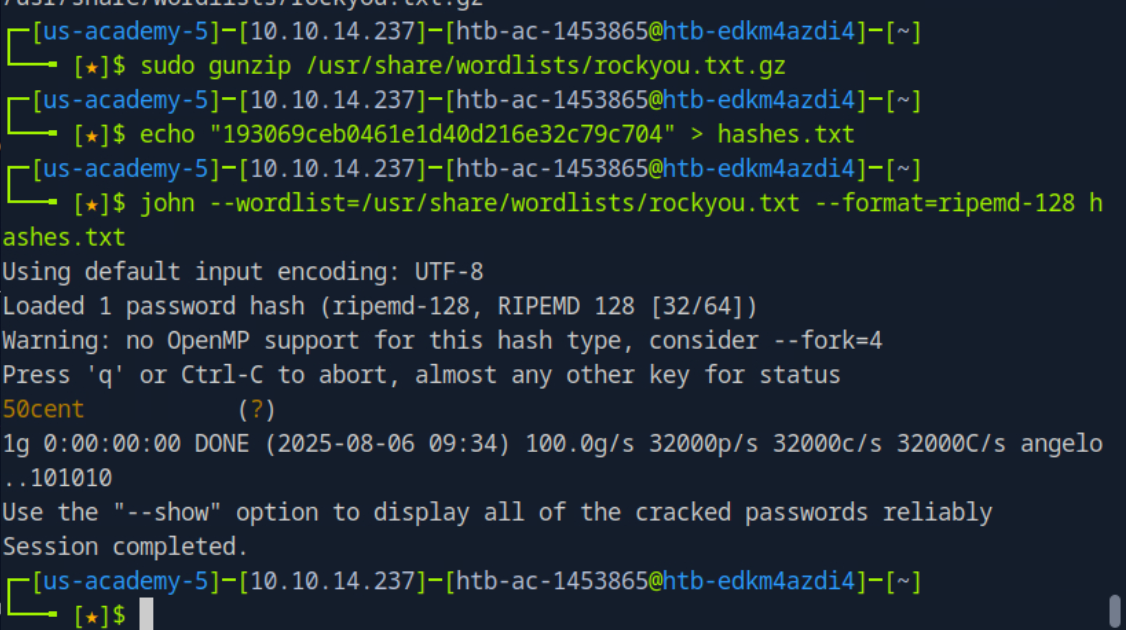 /usr/share/wordlists/rockyou.txt.gz
┌─[us-academy-5]─[10.10.14.237]─[htb-ac-1453865@htb-edkm4azdi4]─[~]
└──╼ [★]$ sudo gunzip /usr/share/wordlists/rockyou.txt.gz
┌─[us-academy-5]─[10.10.14.237]─[htb-ac-1453865@htb-edkm4azdi4]─[~]
└──╼ [★]$ echo "193069ceb0461e1d40d216e32c79c704" > hashes.txt
┌─[us-academy-5]─[10.10.14.237]─[htb-ac-1453865@htb-edkm4azdi4]─[~]
└──╼ [★]$ john --wordlist=/usr/share/wordlists/rockyou.txt --format=ripemd-128 h
ashes.txt
Using default input encoding: UTF-8
Loaded 1 password hash (ripemd-128, RIPEMD 128 [32/64])
Warning: no OpenMP support for this hash type, consider --fork=4
Press 'q' or Ctrl-C to abort, almost any other key for status
50cent           (?)
1g 0:00:00:00 DONE (2025-08-06 09:34) 100.0g/s 32000p/s 32000c/s 32000C/s angelo
..101010
Use the "--show" option to display all of the cracked passwords reliably
Session completed.
┌─[us-academy-5]─[10.10.14.237]─[htb-ac-1453865@htb-edkm4azdi4]─[~]
└──╼ [★]$